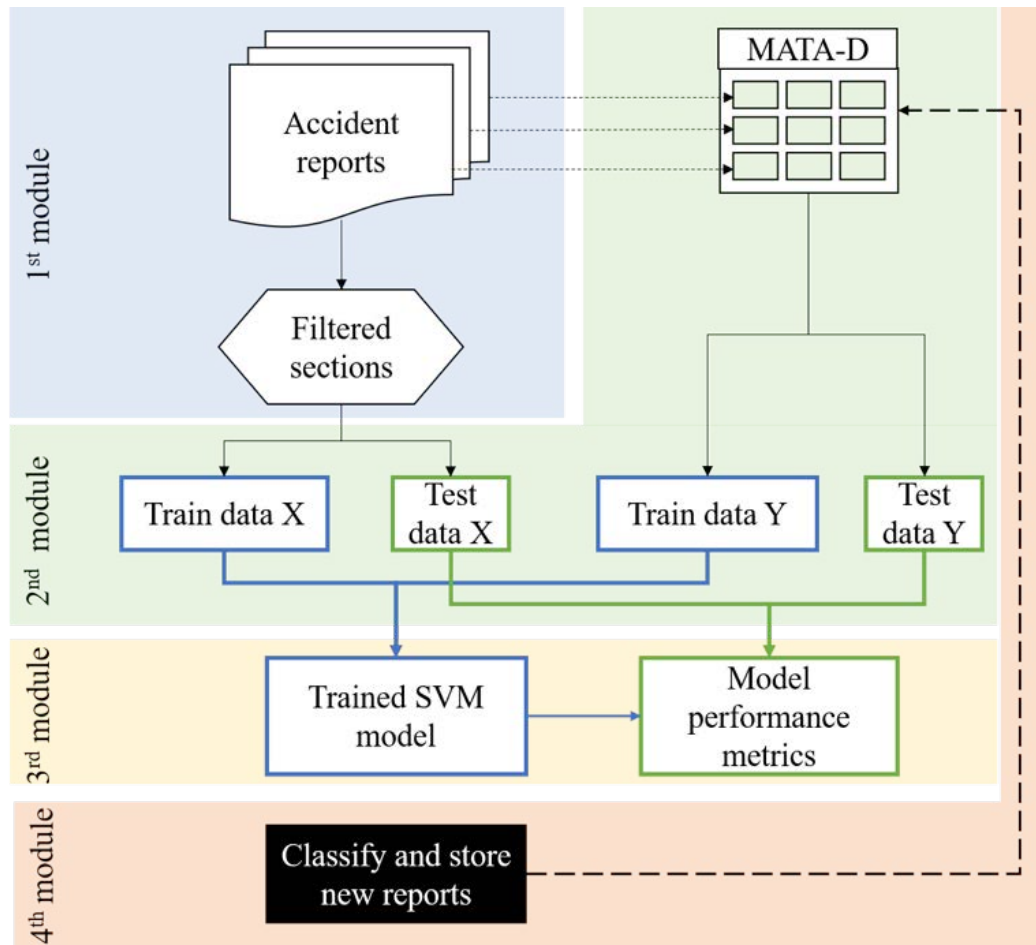 1st module
Accident
reports
MATA-D
Filtered
sections
2nd module
Train data X
Test
data X
Train data Y
Test
data Y
3rd module
Trained SVM
model
Model
performance
metrics
4th module
Classify and store
new reports